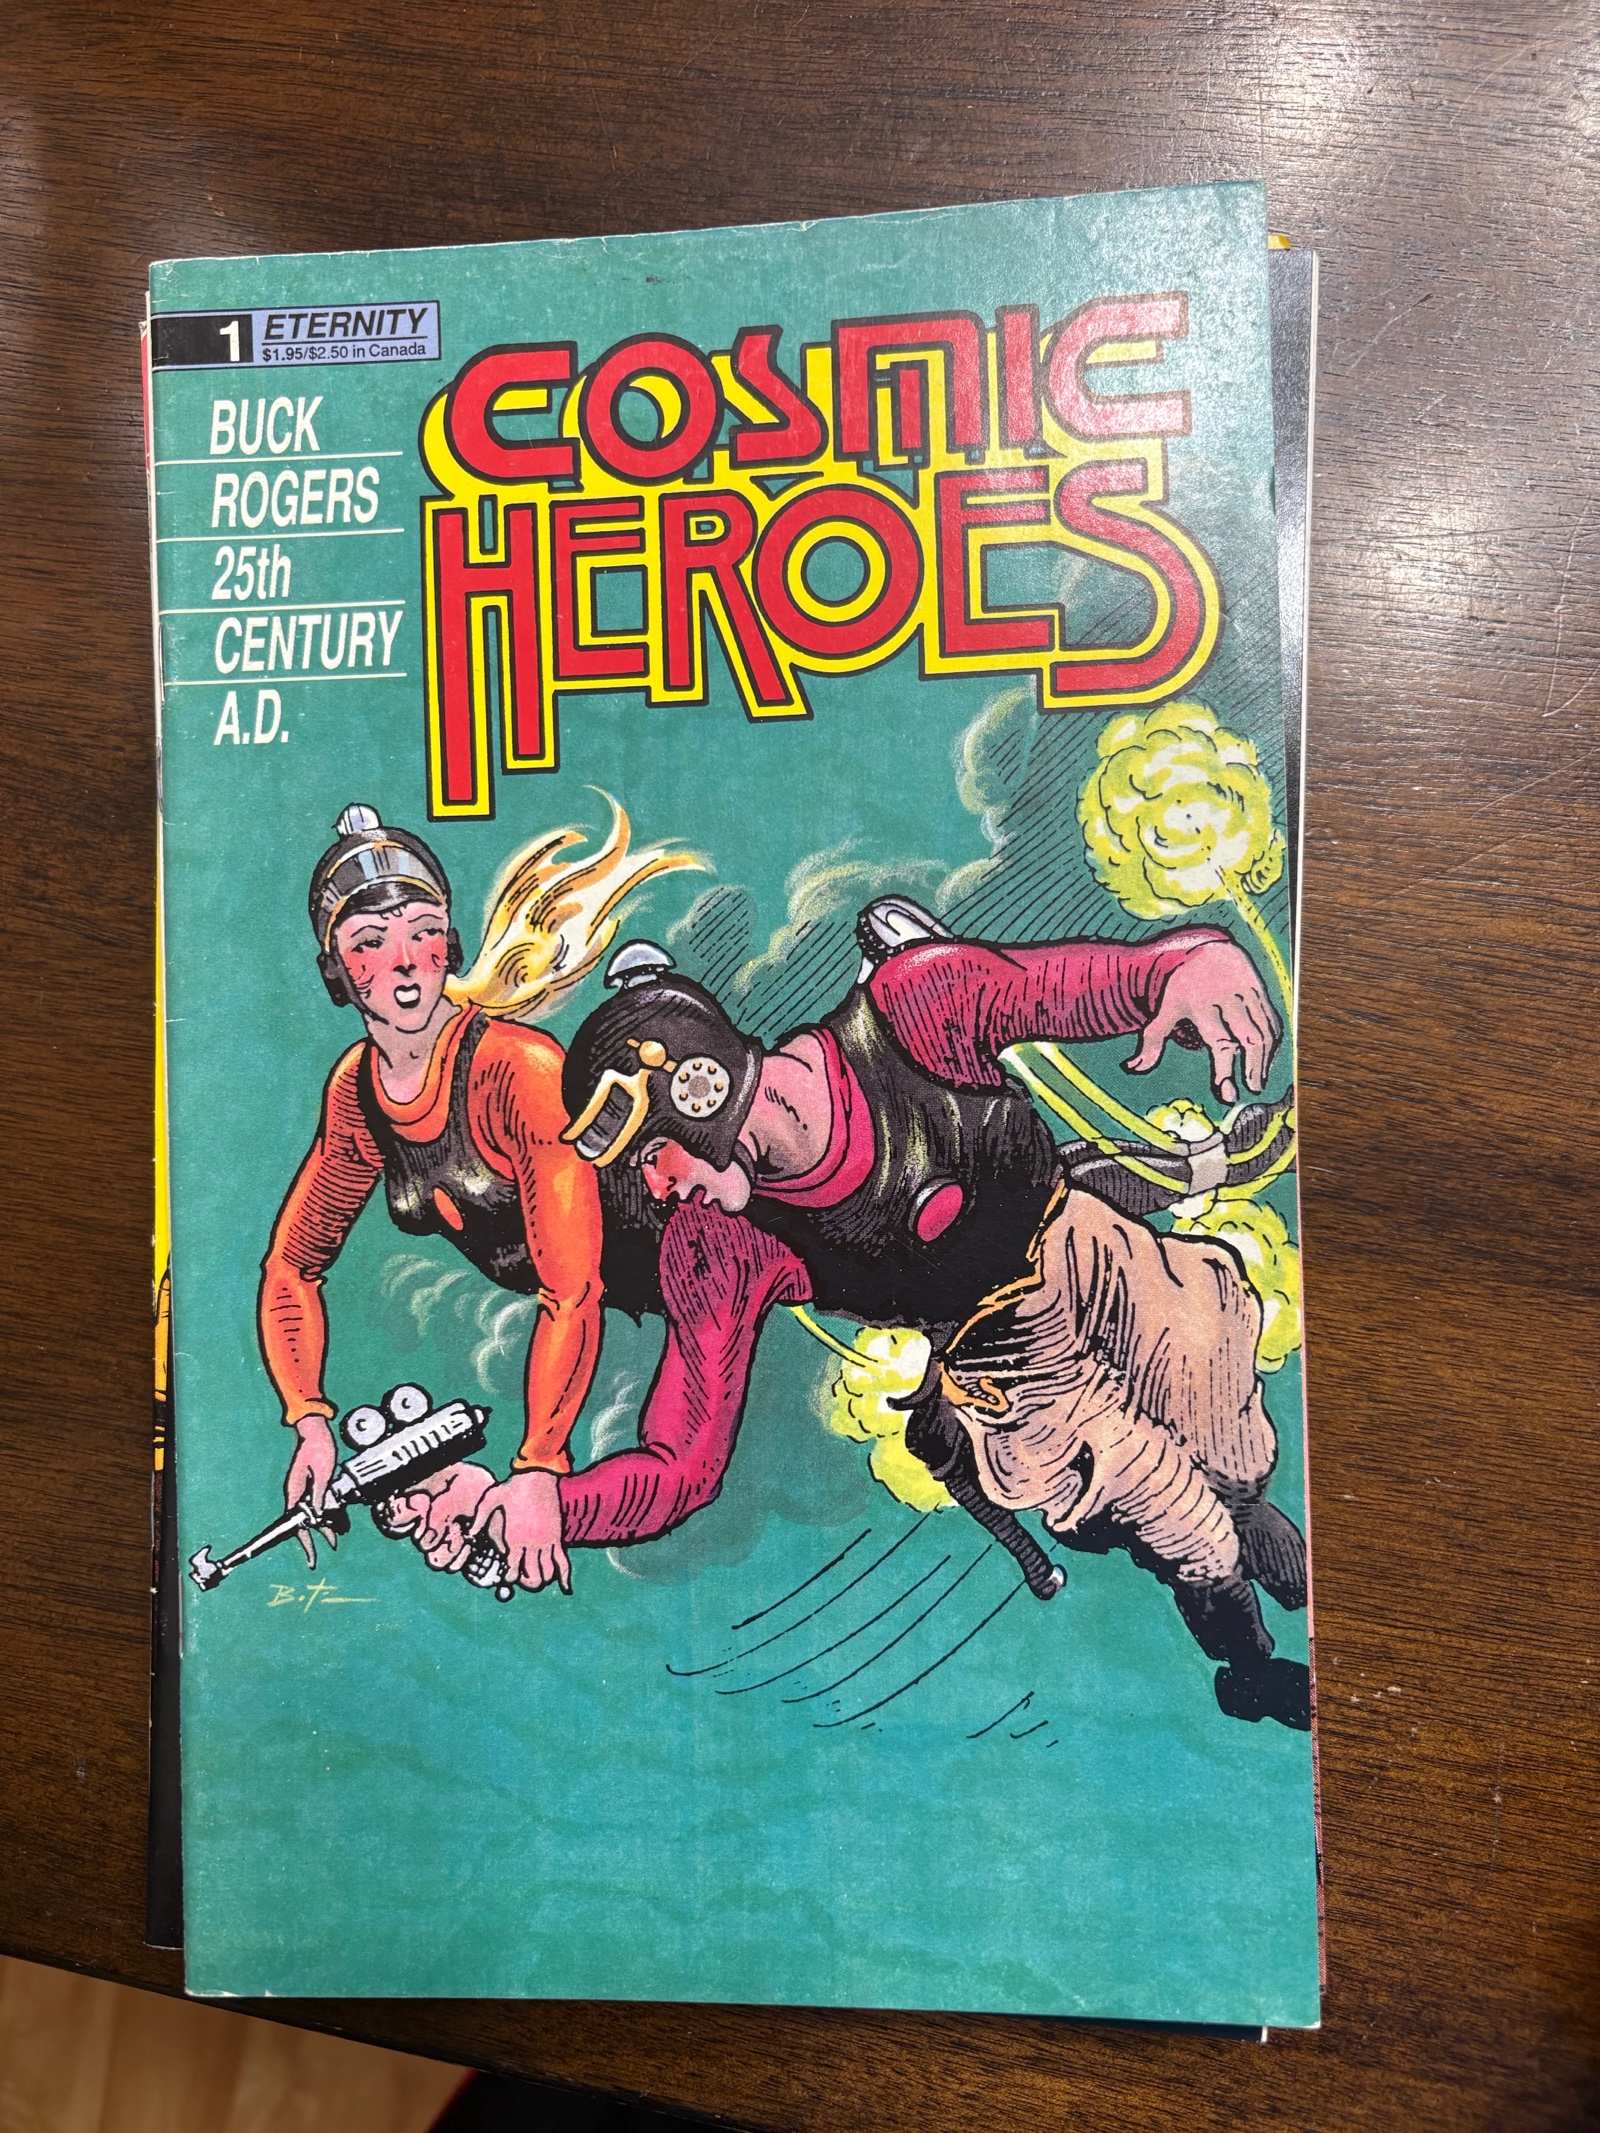 1
ETERNITY
$1.95/$2.50 in Canada
COSMIC
HEROES
BUCK
ROGERS
25th
CENTURY
A.D.